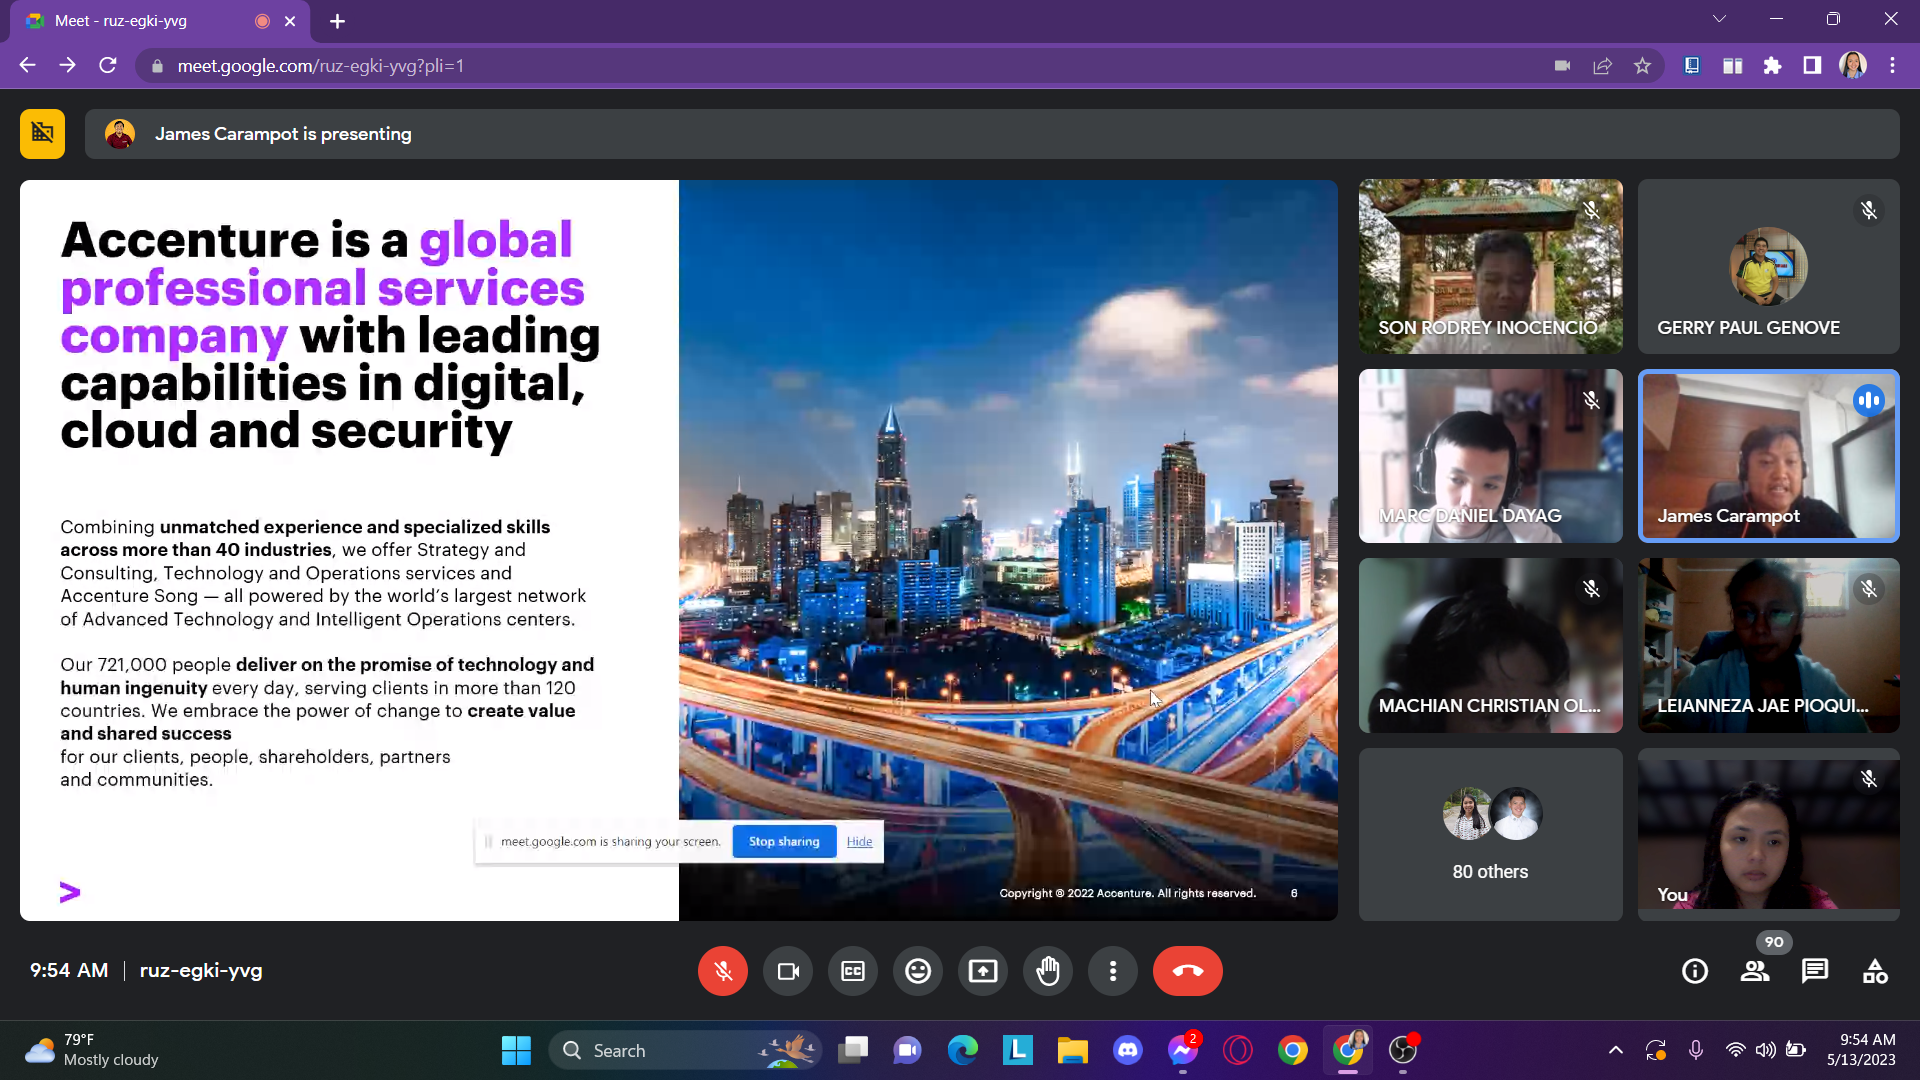 Meet - ruz-egki-yvg
meet.google.com/ruz-egki-yvg?pli=1
James Carampot is presenting
Accenture is a global
professional services
company with leading
capabilities in digital,
cloud and security
Combining unmatched experience and specialized skills
across more than 40 industries, we offer Strategy and
Consulting, Technology and Operations services and
Accenture Song — all powered by the world's largest network
of Advanced Technology and Intelligent Operations centers.
Our 721,000 people deliver on the promise of technology and
human ingenuity every day, serving clients in more than 120
countries. We embrace the power of change to create value
and shared success
for our clients, people, shareholders, partners
and communities.
meet.google.com is sharing your screen. Stop sharing Hide
>
Copyright © 2022 Accenture. All rights reserved. 6
SON RODREY INOCENCIO
GERRY PAUL GENOVE
MARC DANIEL DAYAG
James Carampot
MACHIAN CHRISTIAN OL...
LEIANNEZA JAE PIOQUI...
80 others
You
9:54 AM | ruz-egki-yvg
CC
90
79°F
Mostly cloudy
Search
L
2
9:54 AM
5/13/2023